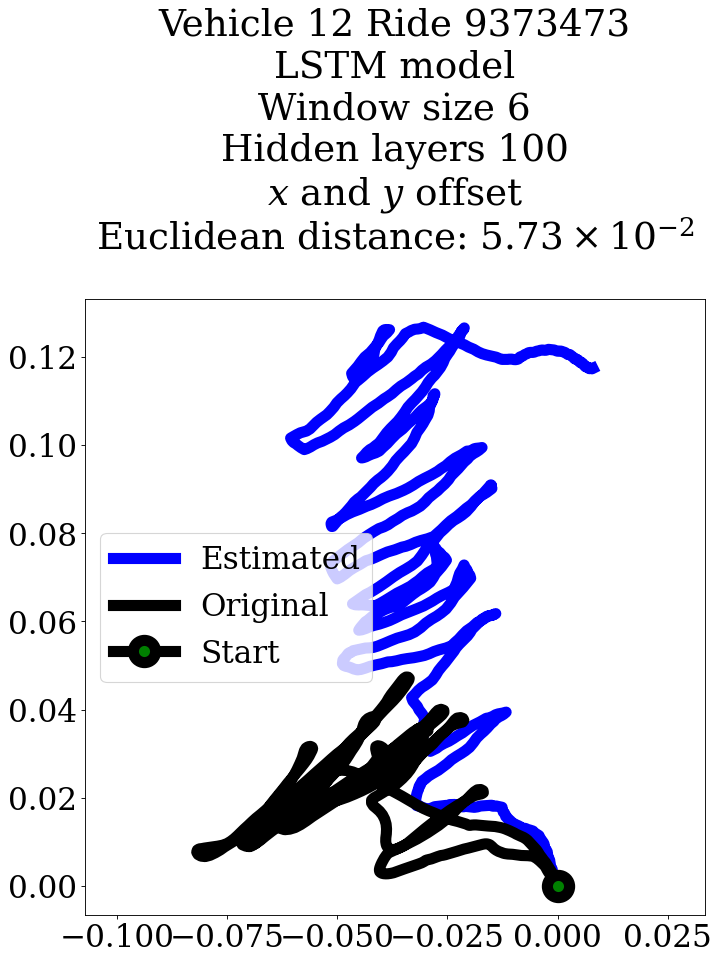 Vehicle 12 Ride 9373473
LSTM model
Window size 6
Hidden layers 100
x and y offset
Euclidean distance: 5.73 × 10⁻²
0.12
0.10
0.08
0.06
0.04
0.02
0.00
Estimated
Original
Start
−0.100 −0.075 −0.050 −0.025 0.000 0.025